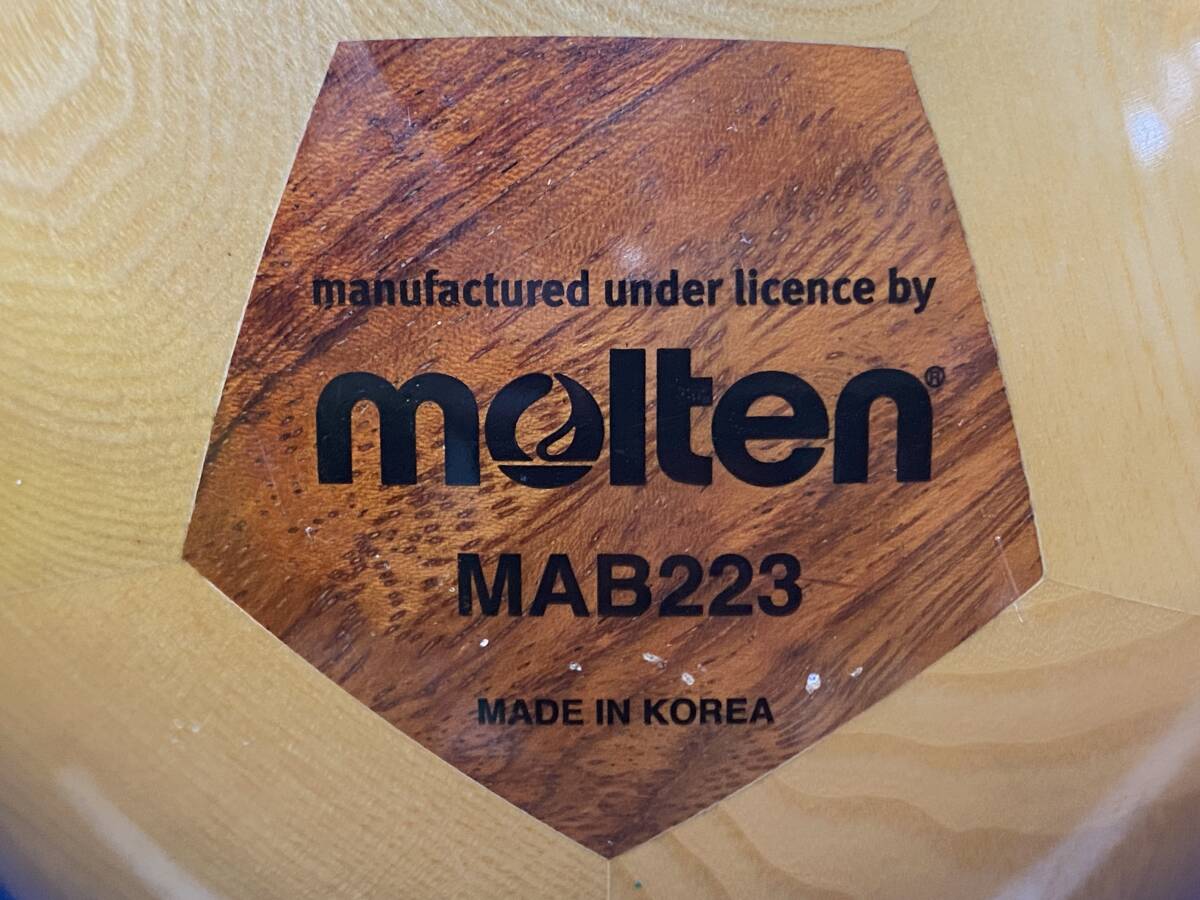 manufactured under licence by
molten®
MAB223
MADE IN KOREA